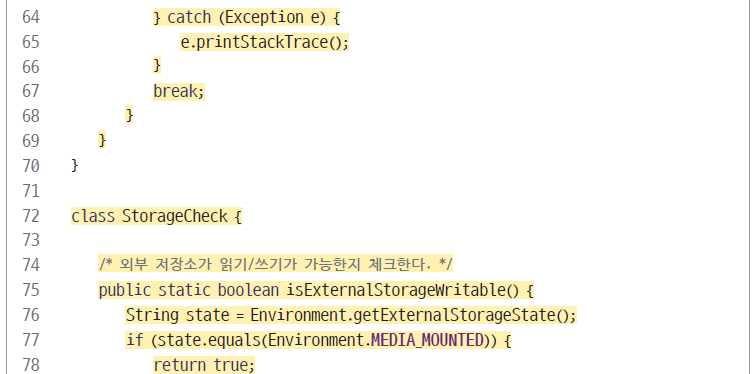 64 } catch (Exception e) {
65 e.printStackTrace();
66 }
67 break;
68 }
69 }
70 }
71
72 class StorageCheck {
73
74 /* 외부 저장소가 읽기/쓰기가 가능한지 체크한다. */
75 public static boolean isExternalStorageWritable() {
76 String state = Environment.getExternalStorageState();
77 if (state.equals(Environment.MEDIA_MOUNTED)) {
78 return true;